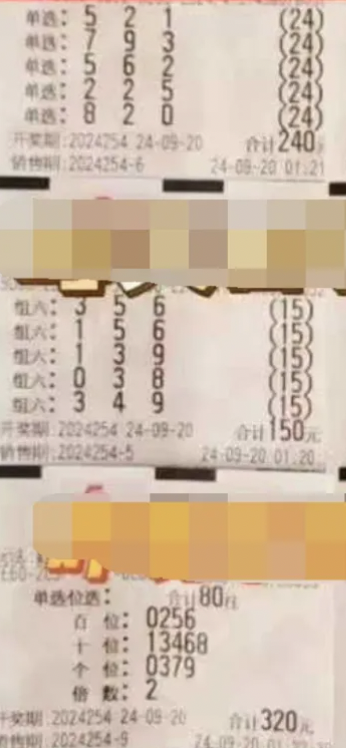 单选: 5 2 1 (24)
单选: 7 9 3 (24)
单选: 5 6 2 (24)
单选: 2 2 5 (24)
单选: 8 2 0 (24)
开奖期:2024254 24-09-20 合计240元
销售期:2024254-6 24-09-20 01:21
组六: 3 5 6 (15)
组六: 1 5 6 (15)
组六: 1 3 9 (15)
组六: 0 3 8 (15)
组六: 3 4 9 (15)
开奖期:2024254 24-09-20 合计150元
销售期:2024254-5 24-09-20 01:20
单选位选: 合计80注
百 位: 0256
十 位: 13468
个 位: 0379
倍 数: 2
开奖期:2024254 24-09-20 合计320元
销售期:2024254-9 24-09-20